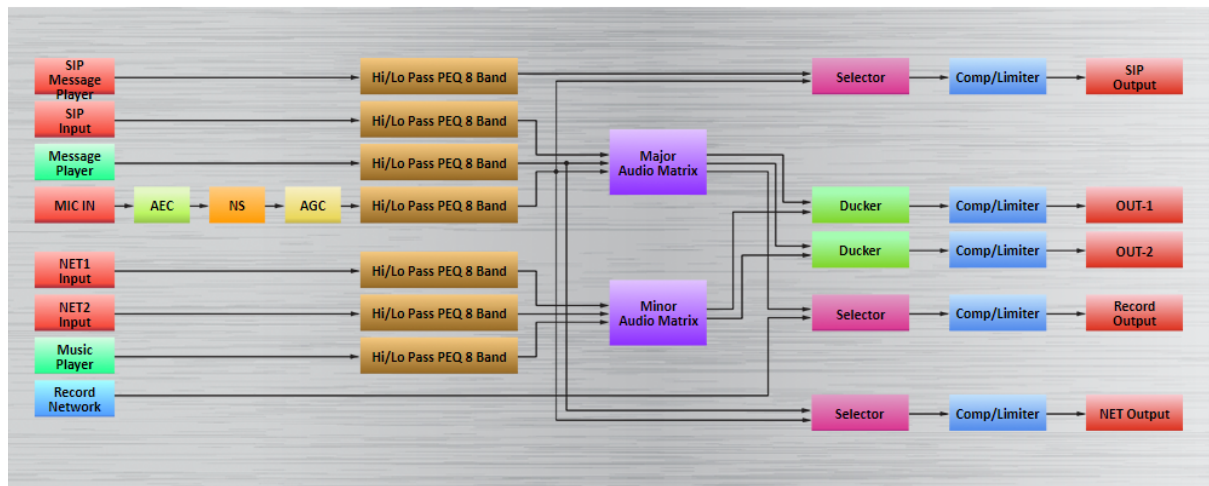 SIP
Message
Player
Hi/Lo Pass PEQ 8 Band
Selector
Comp/Limiter
SIP
Output
SIP
Input
Hi/Lo Pass PEQ 8 Band
Message
Player
Hi/Lo Pass PEQ 8 Band
Major
Audio Matrix
MIC IN
AEC
NS
AGC
Hi/Lo Pass PEQ 8 Band
Ducker
Comp/Limiter
OUT-1
Ducker
Comp/Limiter
OUT-2
NET1
Input
Hi/Lo Pass PEQ 8 Band
NET2
Input
Hi/Lo Pass PEQ 8 Band
Minor
Audio Matrix
Selector
Comp/Limiter
Record
Output
Music
Player
Hi/Lo Pass PEQ 8 Band
Record
Network
Selector
Comp/Limiter
NET Output